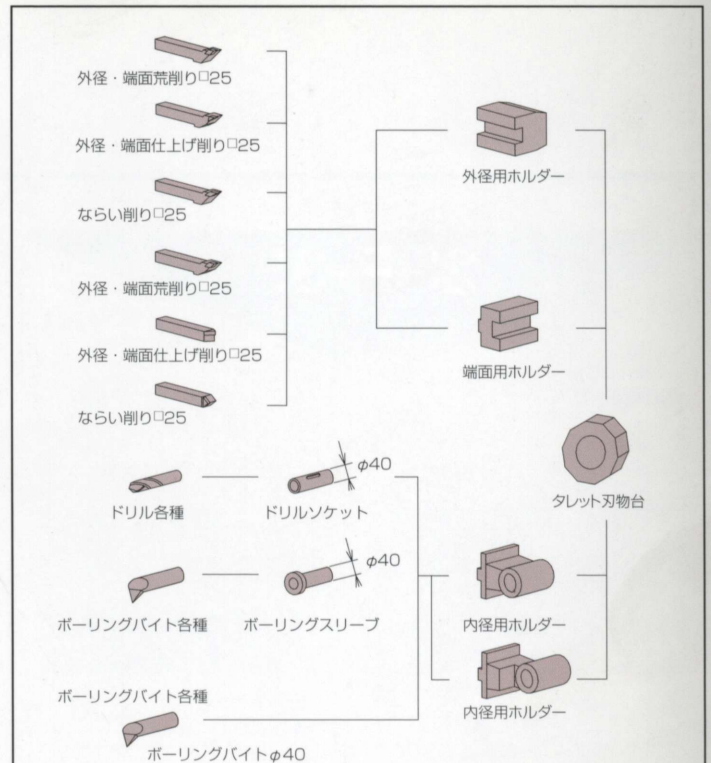 外径・端面荒削り□25
外径・端面仕上げ削り□25
ならい削り□25
外径・端面荒削り□25
外径・端面仕上げ削り□25
ならい削り□25
外径用ホルダー
端面用ホルダー
タレット刃物台
φ40
ドリル各種
ドリルソケット
φ40
ボーリングバイト各種
ボーリングスリーブ
内径用ホルダー
ボーリングバイト各種
内径用ホルダー
ボーリングバイトφ40